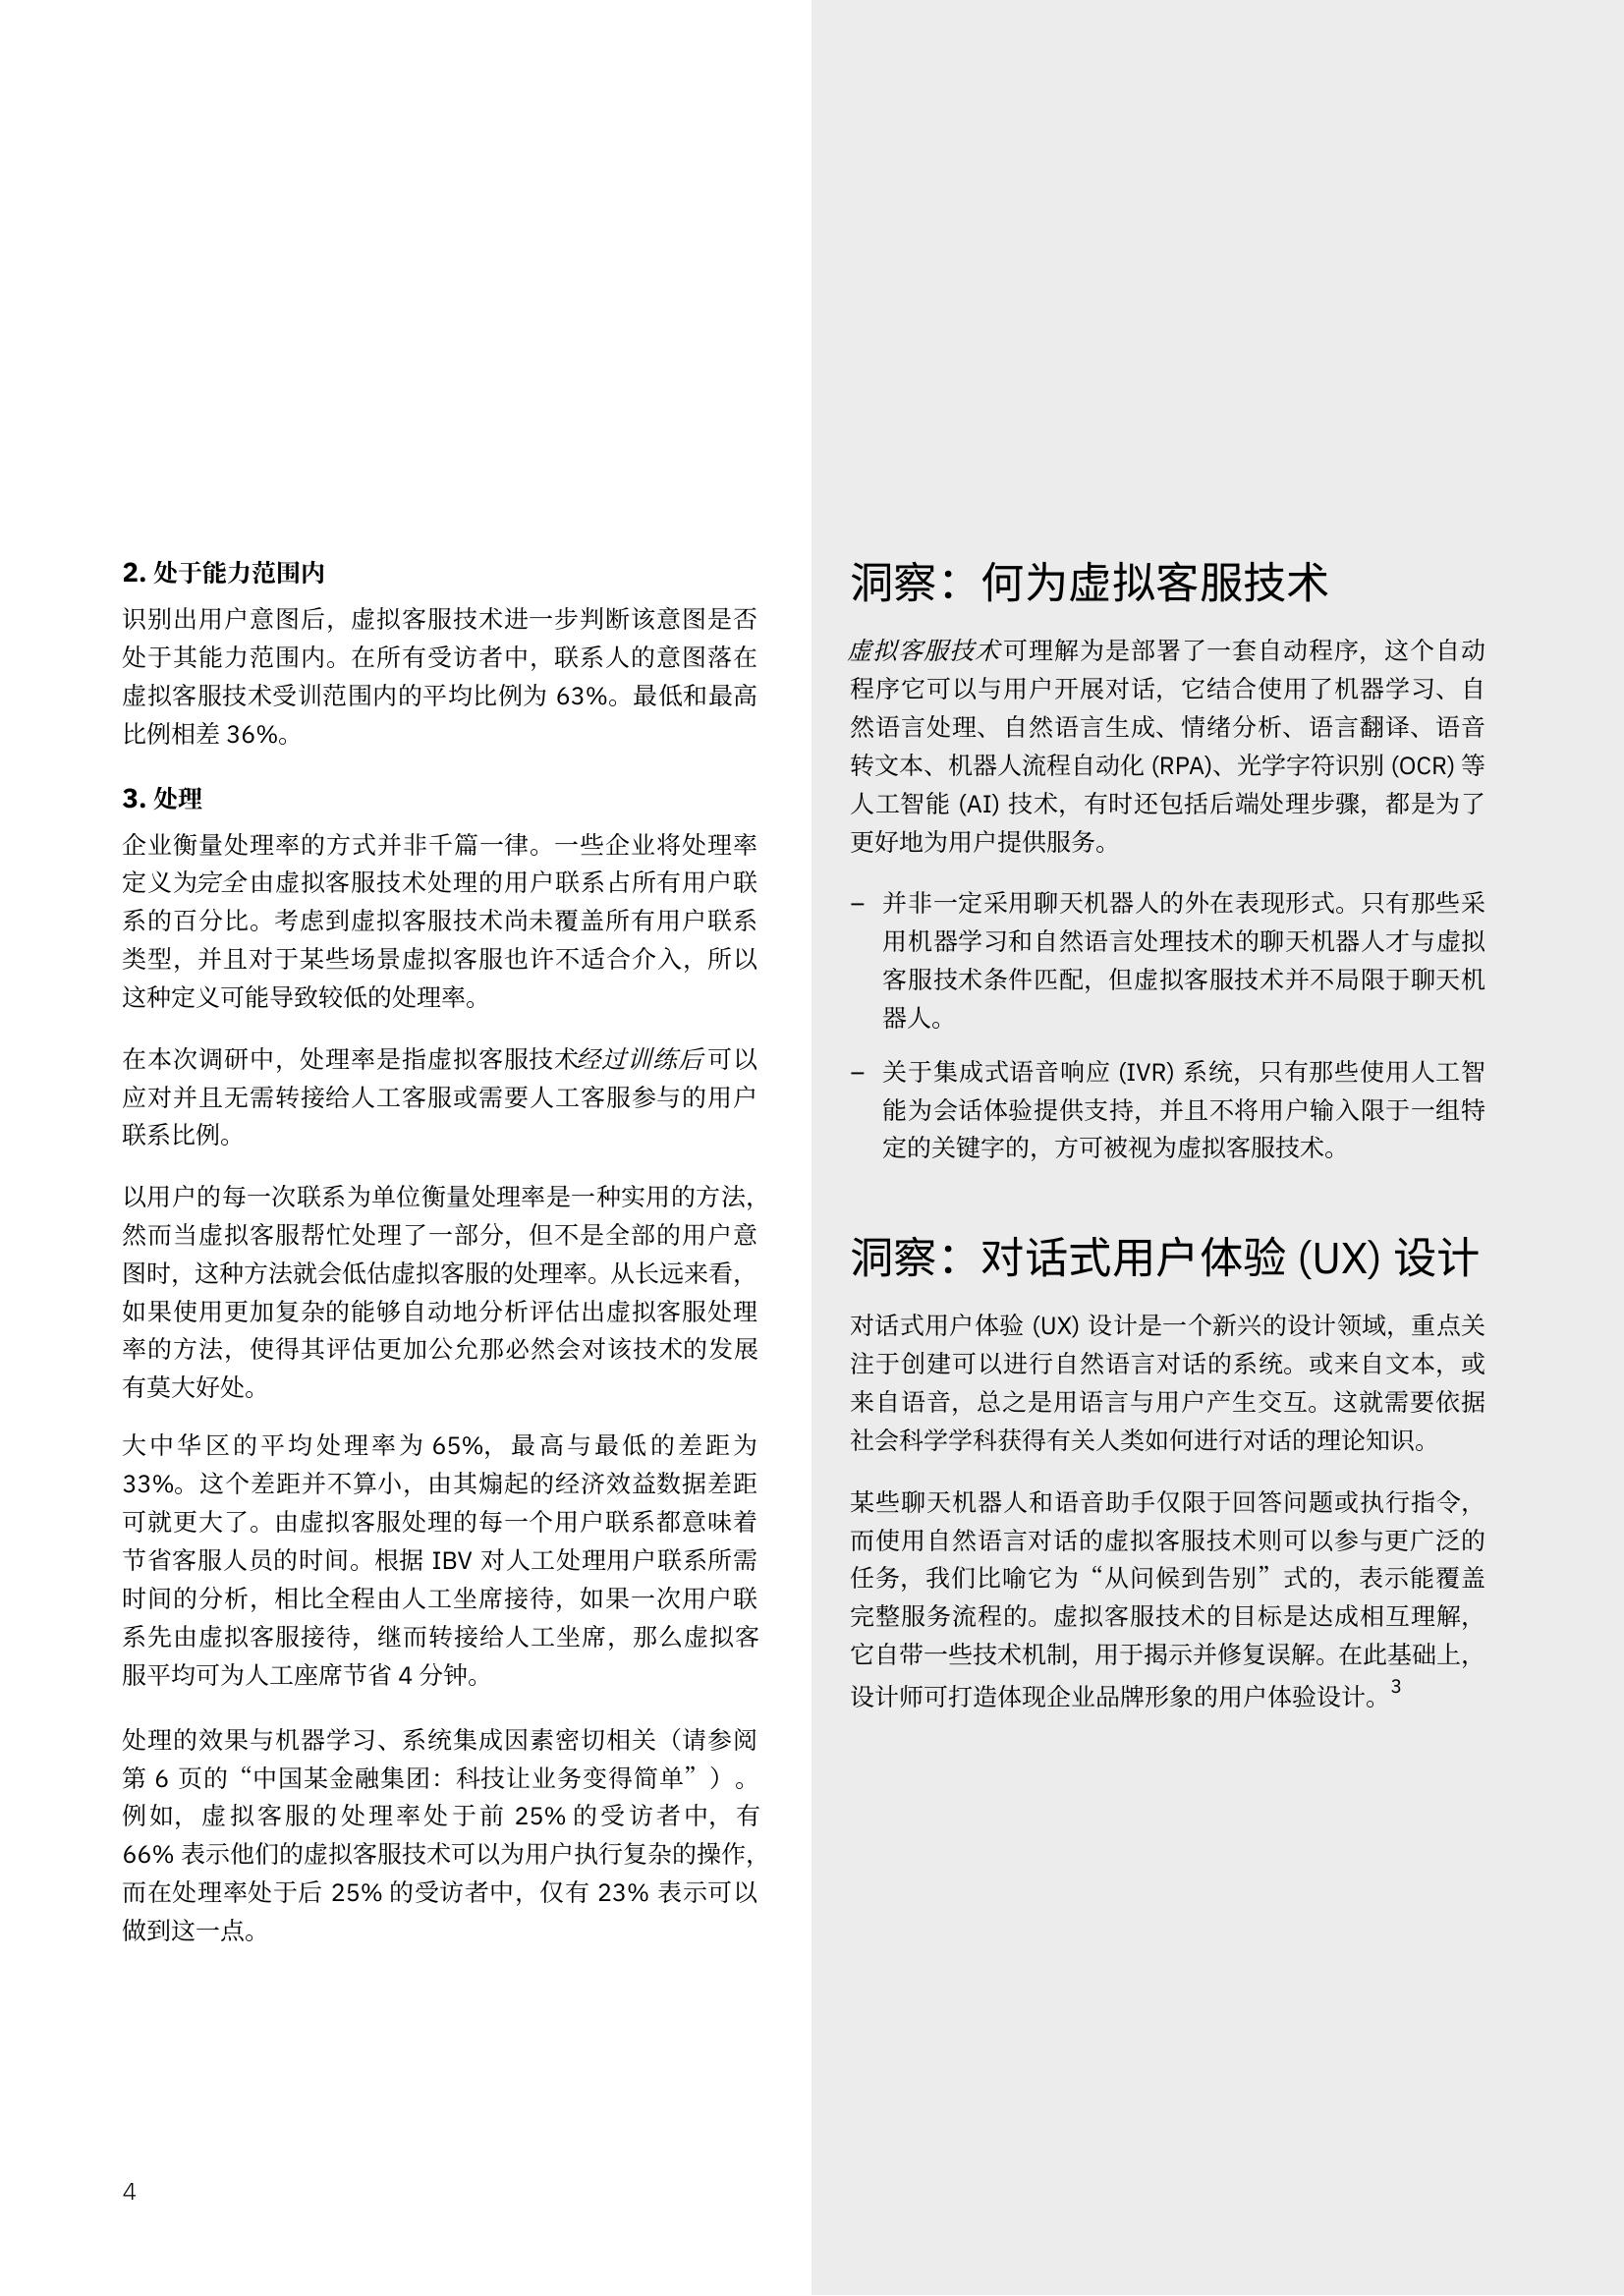 2. 处于能力范围内
识别出用户意图后，虚拟客服技术进一步判断该意图是否
处于其能力范围内。在所有受访者中，联系人的意图落在
虚拟客服技术受训范围内的平均比例为 63%。最低和最高
比例相差 36%。
3. 处理
企业衡量处理率的方式并非千篇一律。一些企业将处理率
定义为完全由虚拟客服技术处理的用户联系占所有用户联
系的百分比。考虑到虚拟客服技术尚未覆盖所有用户联系
类型，并且对于某些场景虚拟客服也许不适合介入，所以
这种定义可能导致较低的处理率。
在本次调研中，处理率是指虚拟客服技术经过训练后可以
应对并且无需转接给人工客服或需要人工客服参与的用户
联系比例。
以用户的每一次联系为单位衡量处理率是一种实用的方法，
然而当虚拟客服帮忙处理了一部分，但不是全部的用户意
图时，这种方法就会低估虚拟客服的处理率。从长远来看，
如果使用更加复杂的能够自动地分析评估出虚拟客服处理
率的方法，使得其评估更加公允那必然会对该技术的发展
有莫大好处。
大中华区的平均处理率为 65%，最高与最低的差距为
33%。这个差距并不算小，由其煽起的经济效益数据差距
可就更大了。由虚拟客服处理的每一个用户联系都意味着
节省客服人员的时间。根据 IBV 对人工处理用户联系所需
时间的分析，相比全程由人工坐席接待，如果一次用户联
系先由虚拟客服接待，继而转接给人工坐席，那么虚拟客
服平均可为人工座席节省 4 分钟。
处理的效果与机器学习、系统集成因素密切相关（请参阅
第 6 页的“中国某金融集团：科技让业务变得简单”）。
例如，虚拟客服的处理率处于前 25% 的受访者中，有
66% 表示他们的虚拟客服技术可以为用户执行复杂的操作，
而在处理率处于后 25% 的受访者中，仅有 23% 表示可以
做到这一点。
4
洞察：何为虚拟客服技术
虚拟客服技术可理解为是部署了一套自动程序，这个自动
程序它可以与用户开展对话，它结合使用了机器学习、自
然语言处理、自然语言生成、情绪分析、语言翻译、语音
转文本、机器人流程自动化 (RPA)、光学字符识别 (OCR) 等
人工智能 (AI) 技术，有时还包括后端处理步骤，都是为了
更好地为用户提供服务。
– 并非一定采用聊天机器人的外在表现形式。只有那些采
用机器学习和自然语言处理技术的聊天机器人才与虚拟
客服技术条件匹配，但虚拟客服技术并不局限于聊天机
器人。
– 关于集成式语音响应 (IVR) 系统，只有那些使用人工智
能为会话体验提供支持，并且不将用户输入限于一组特
定的关键字的，方可被视为虚拟客服技术。
洞察：对话式用户体验 (UX) 设计
对话式用户体验 (UX) 设计是一个新兴的设计领域，重点关
注于创建可以进行自然语言对话的系统。或来自文本，或
来自语音，总之是用语言与用户产生交互。这就需要依据
社会科学学科获得有关人类如何进行对话的理论知识。
某些聊天机器人和语音助手仅限于回答问题或执行指令，
而使用自然语言对话的虚拟客服技术则可以参与更广泛的
任务，我们比喻它为“从问候到告别”式的，表示能覆盖
完整服务流程的。虚拟客服技术的目标是达成相互理解，
它自带一些技术机制，用于揭示并修复误解。在此基础上，
设计师可打造体现企业品牌形象的用户体验设计。3